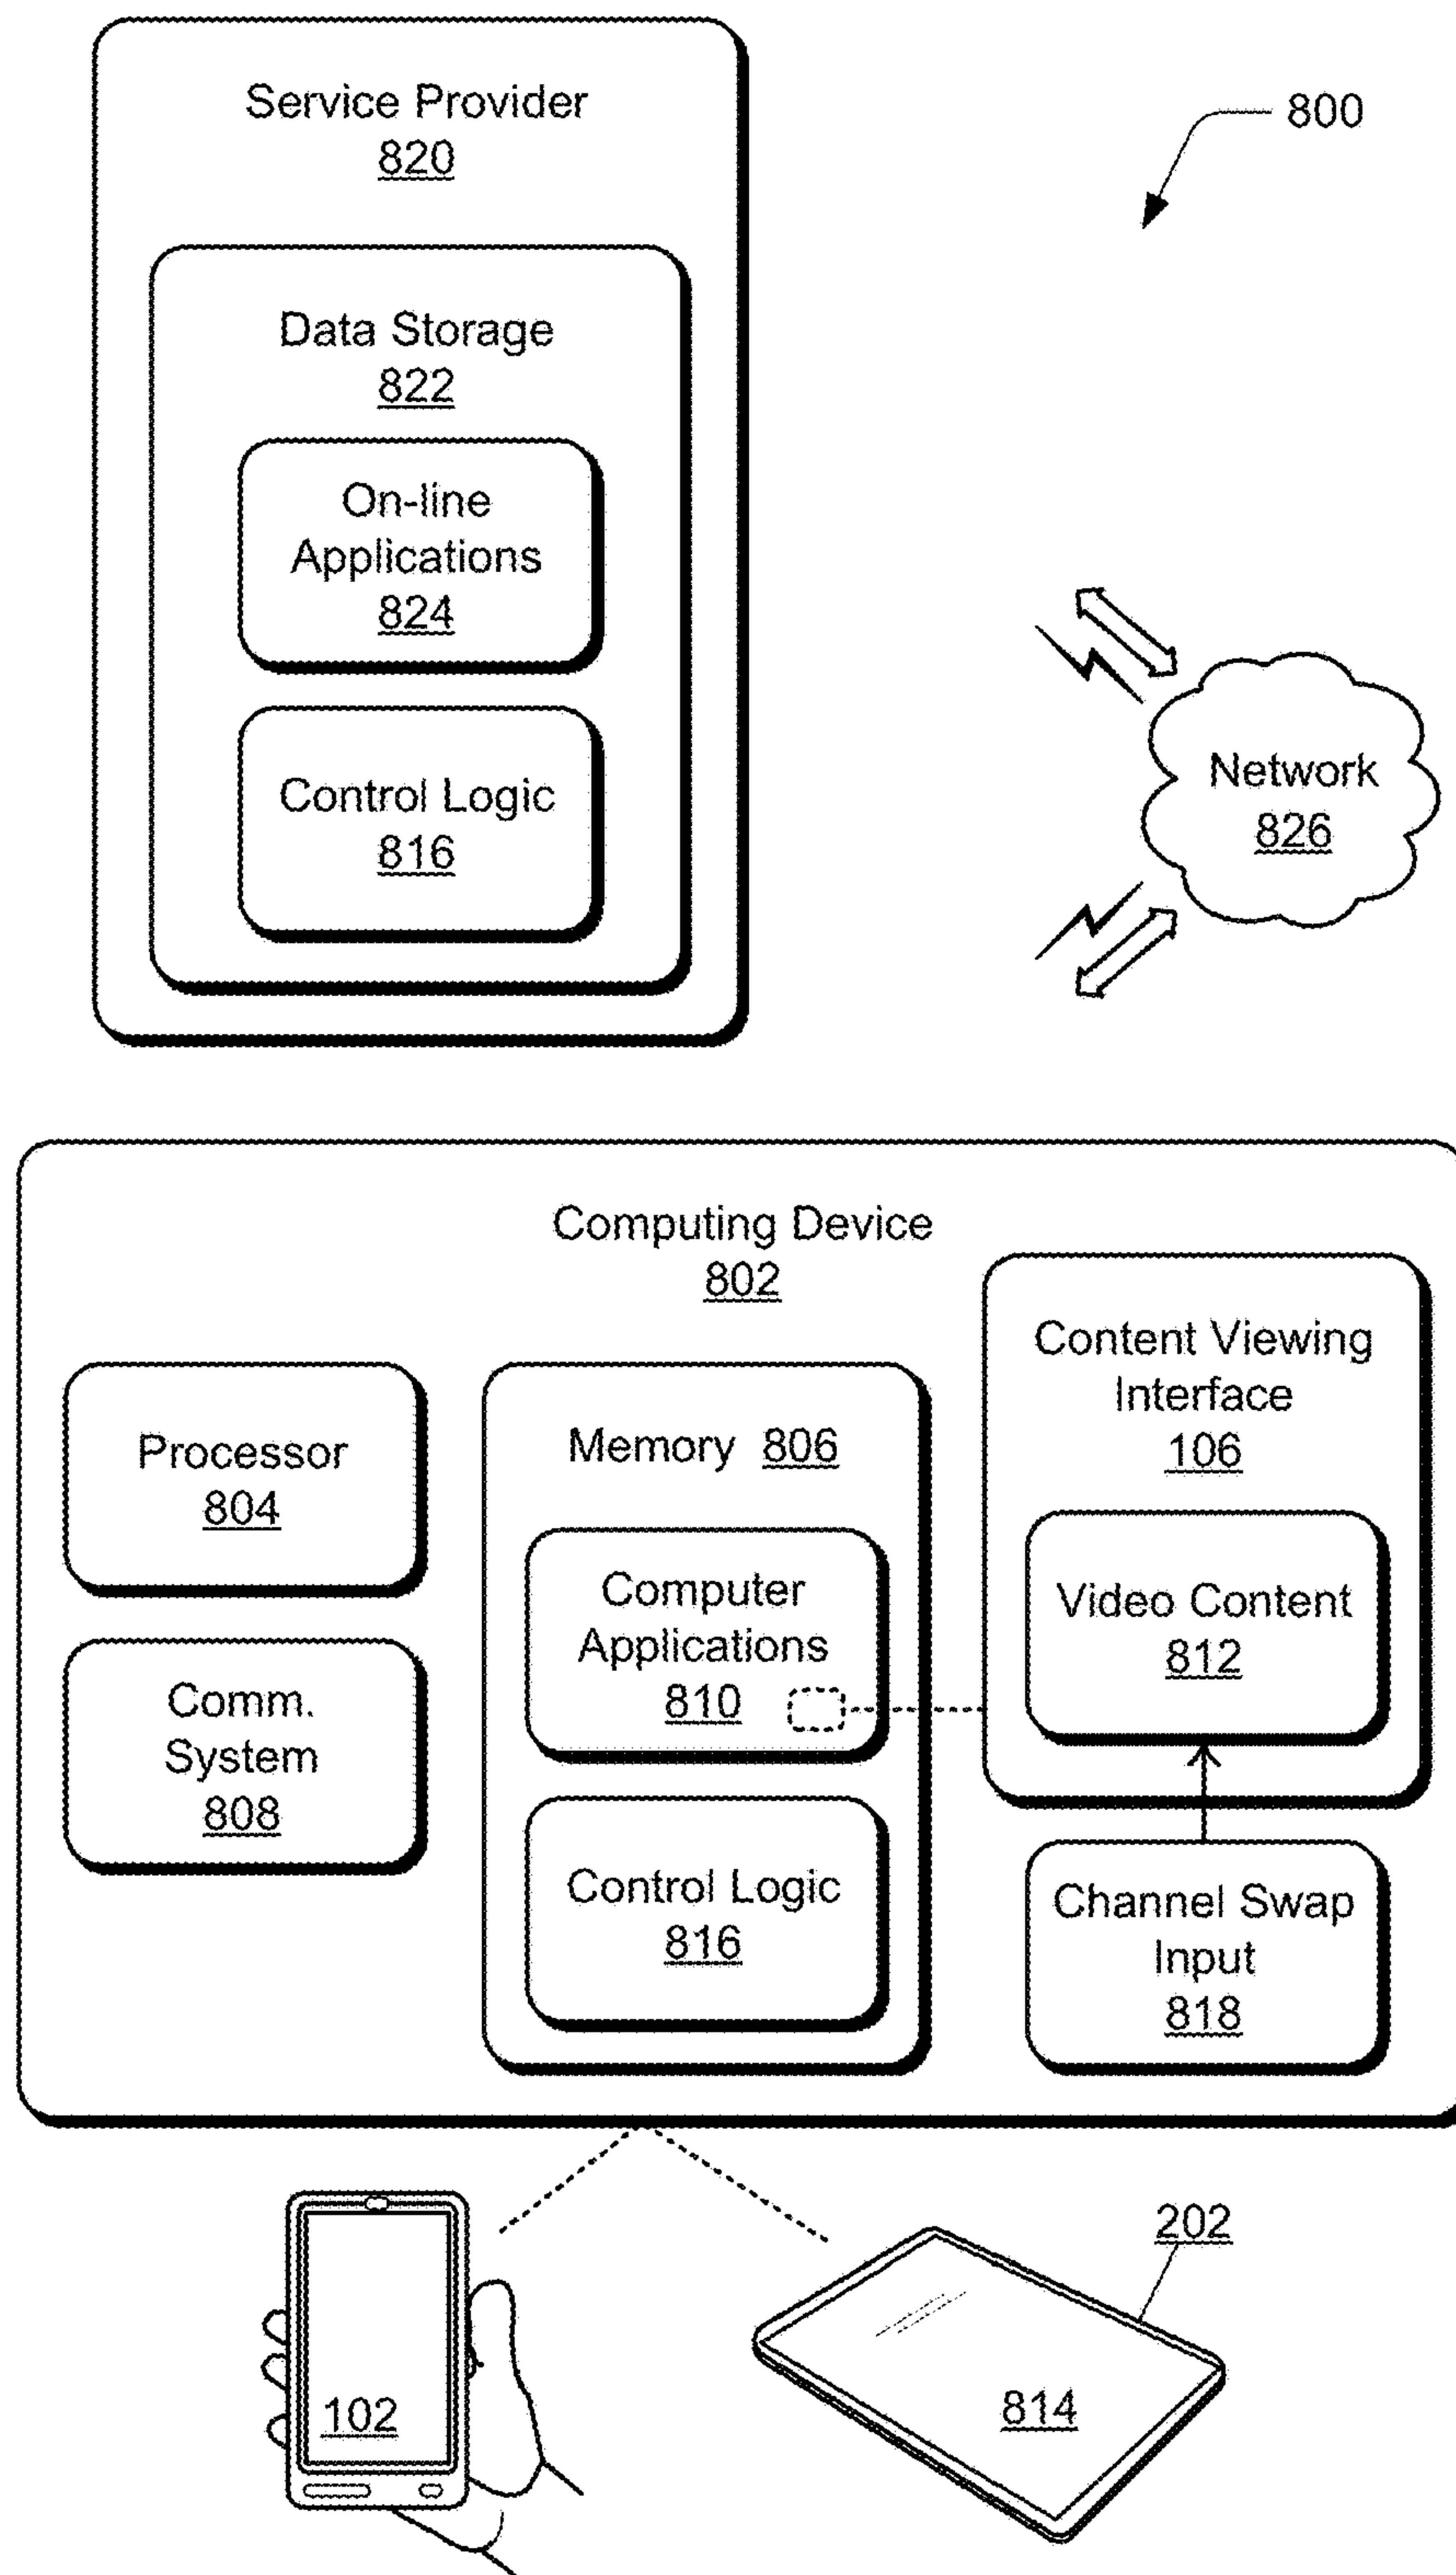 Service Provider
820
800
Data Storage
822
On-line
Applications
824
Control Logic
816
Network
826
Computing Device
802
Processor
804
Comm.
System
808
Memory 806
Computer
Applications
810
Control Logic
816
Content Viewing
Interface
106
Video Content
812
Channel Swap
Input
818
102
202
814